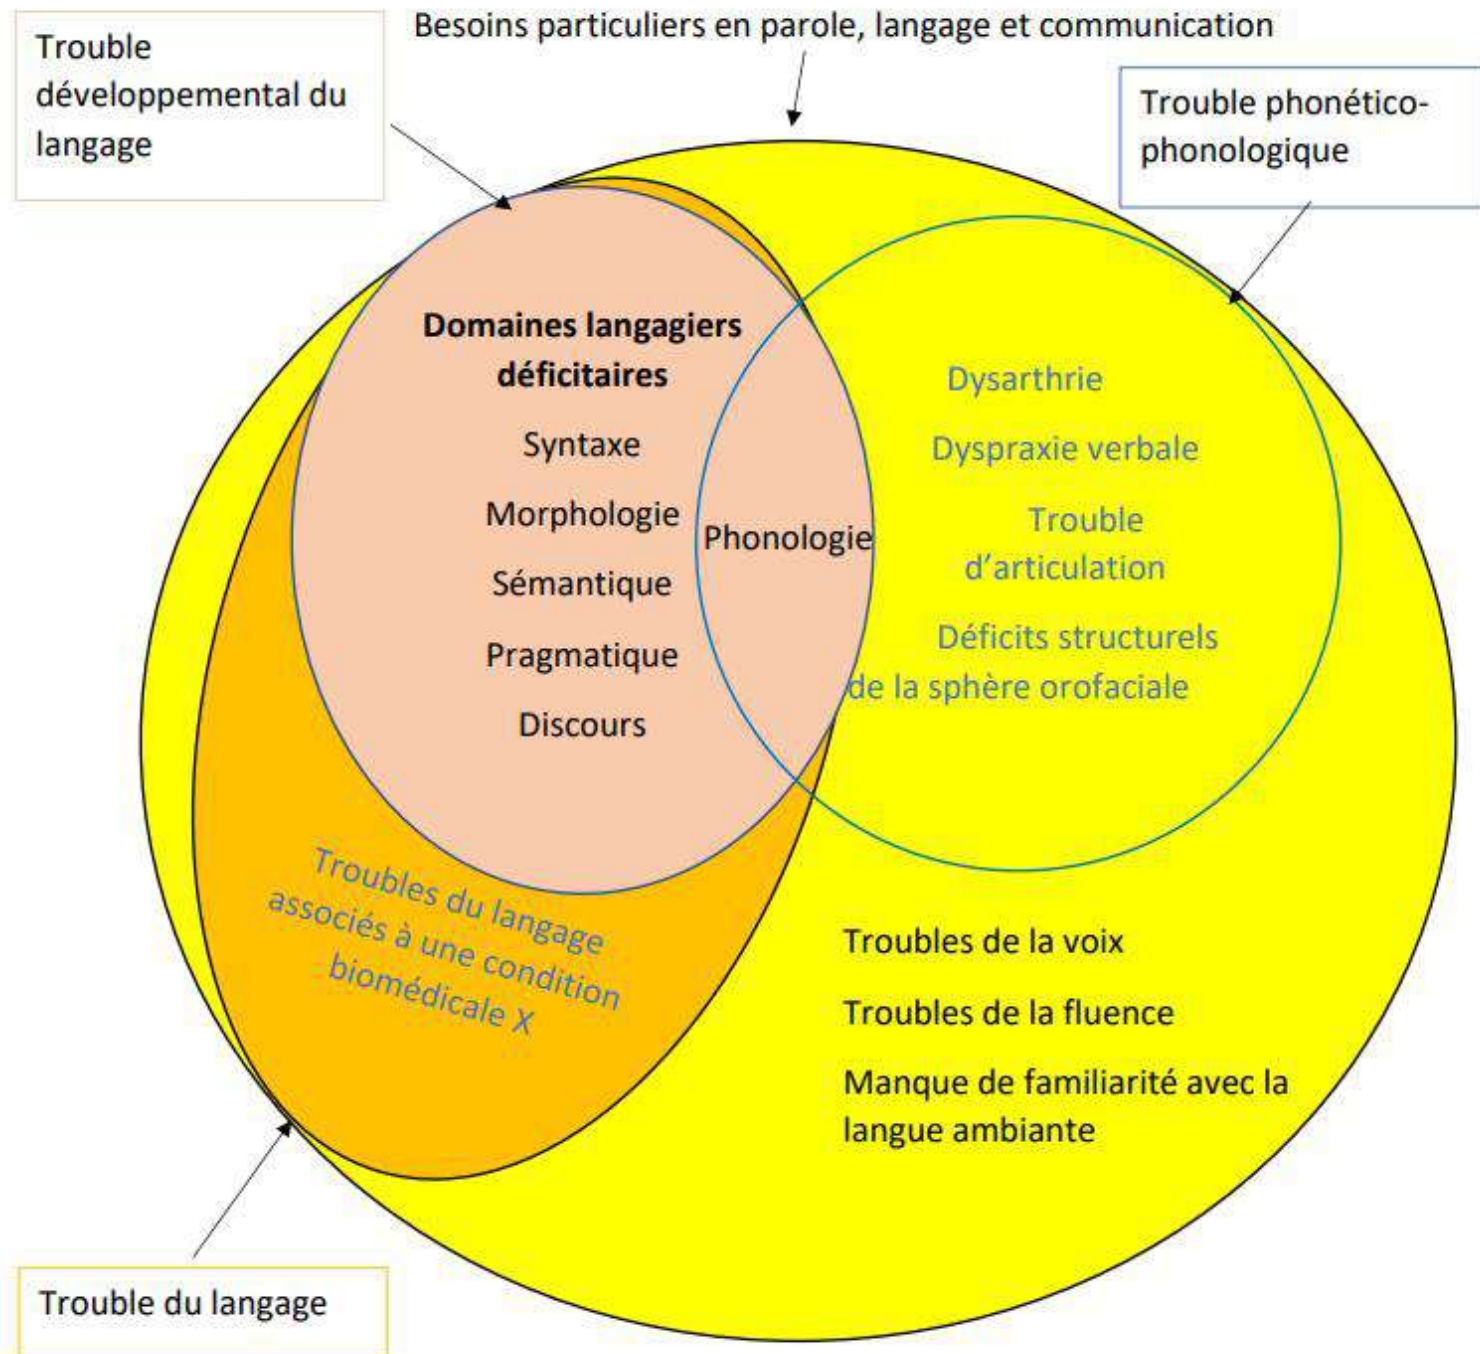 Besoins particuliers en parole, langage et communication
Trouble
développemental du
langage
Trouble phonético-
phonologique
Domaines langagiers
déficitaires
Syntaxe
Morphologie
Sémantique
Pragmatique
Discours
Phonologie
Dysarthrie
Dyspraxie verbale
Trouble
d’articulation
Déficits structurels
de la sphère orofaciale
Troubles du langage
associés à une condition
biomédicale X
Troubles de la voix
Troubles de la fluence
Manque de familiarité avec la
langue ambiante
Trouble du langage